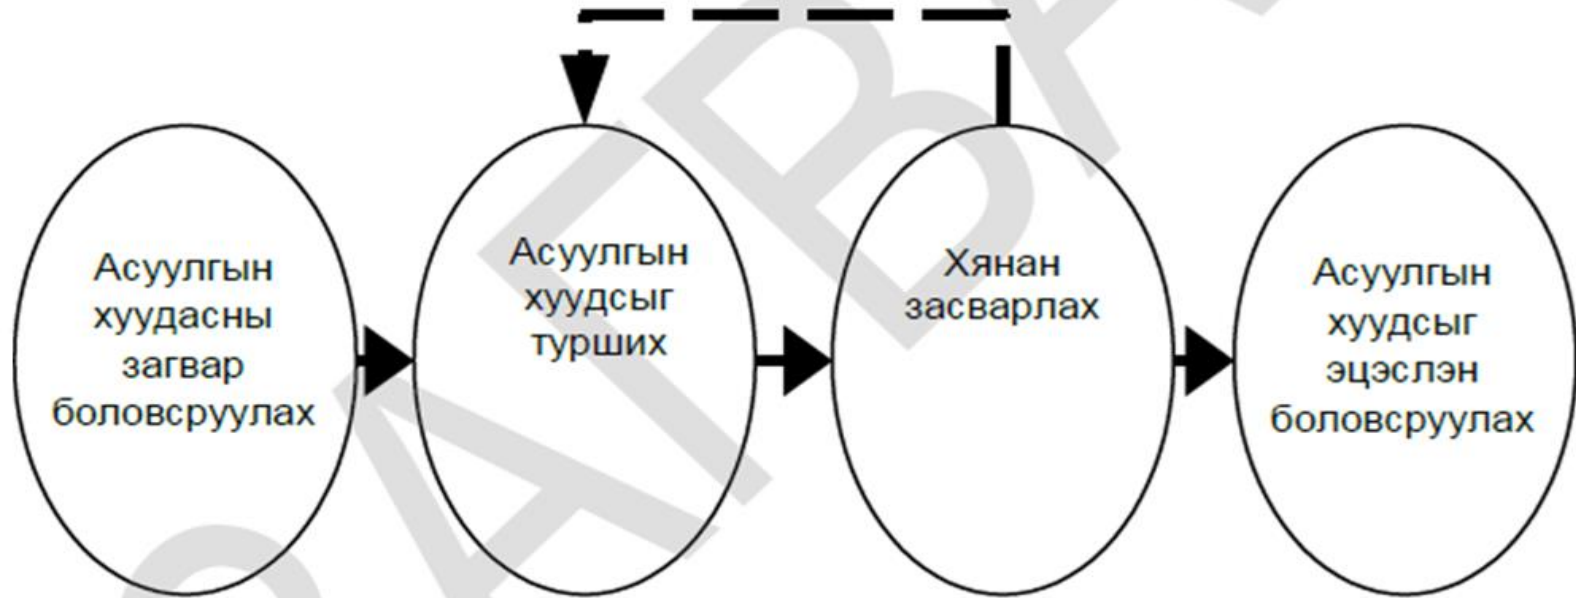 Асуулгын
хуудасны
загвар
боловсруулах
Асуулгын
хуудсыг
турших
Хянан
засварлах
Асуулгын
хуудсыг
эцэслэн
боловсруулах